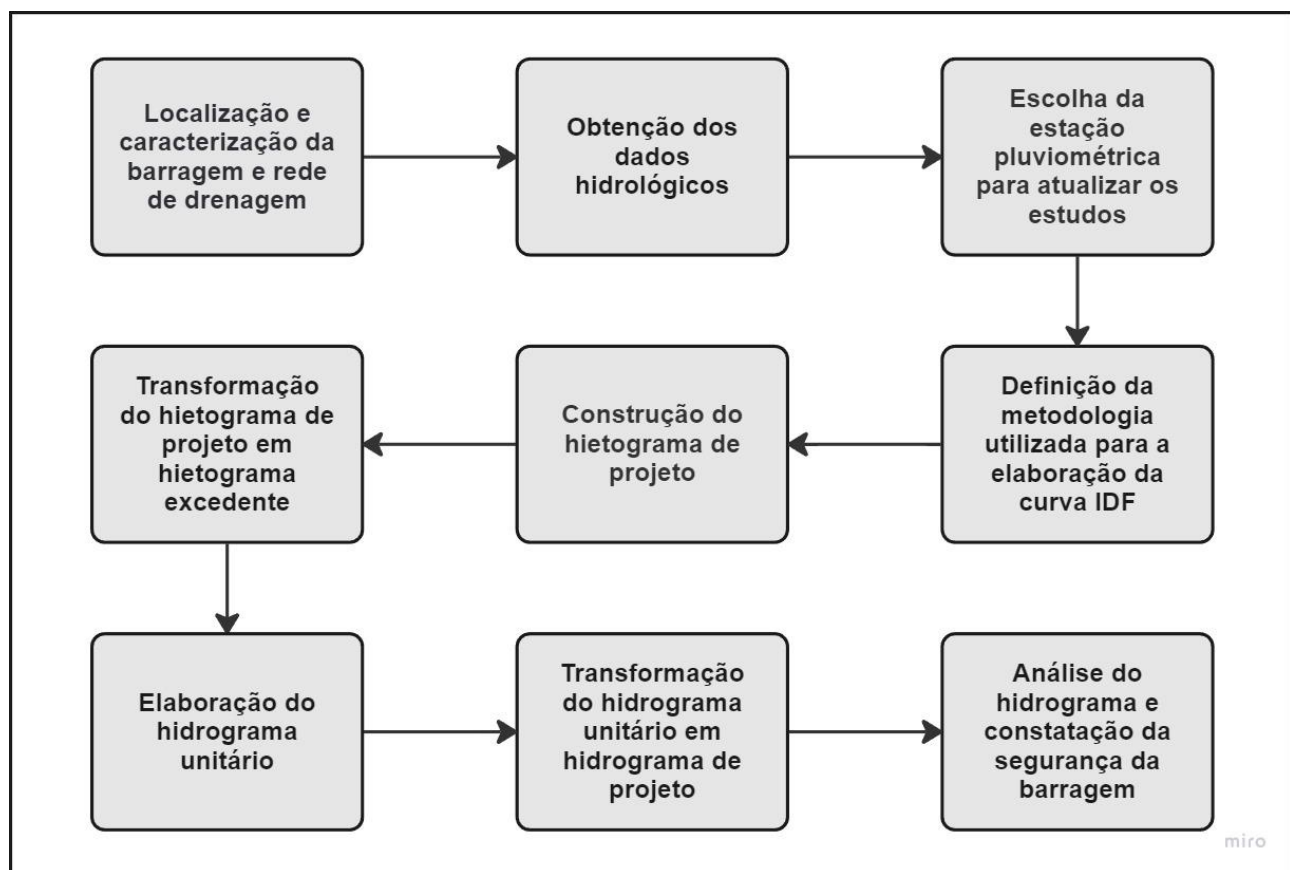 Localização e
caracterização da
barragem e rede
de drenagem
Obtenção dos
dados
hidrológicos
Escolha da
estação
pluviométrica
para atualizar os
estudos
Definição da
metodologia
utilizada para a
elaboração da
curva IDF
Construção do
hietograma de
projeto
Transformação
do hietograma de
projeto em
hietograma
excedente
Elaboração do
hidrograma
unitário
Transformação
do hidrograma
unitário em
hidrograma de
projeto
Análise do
hidrograma e
constatação da
segurança da
barragem
miro